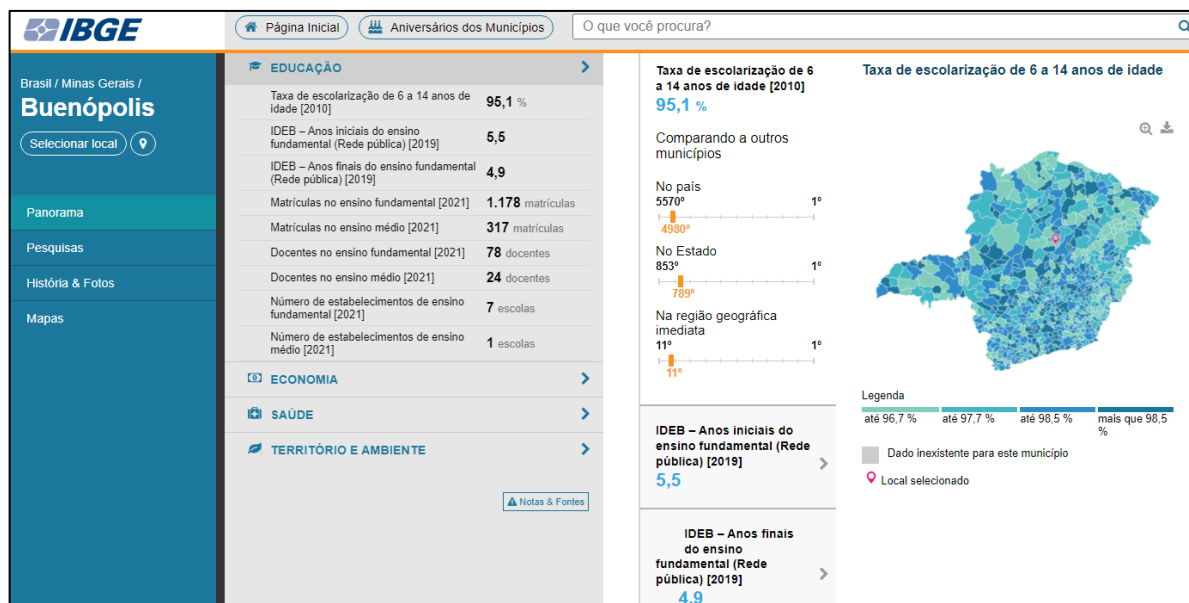 IBGE
Página Inicial
Aniversários dos Municípios
O que você procura?
Brasil / Minas Gerais /
Buenópolis
Selecionar local
Panorama
Pesquisas
História & Fotos
Mapas
EDUCAÇÃO
Taxa de escolarização de 6 a 14 anos de
idade [2010]
95,1 %
IDEB – Anos iniciais do ensino
fundamental (Rede pública) [2019]
5,5
IDEB – Anos finais do ensino fundamental
(Rede pública) [2019]
4,9
Matrículas no ensino fundamental [2021]
1.178 matrículas
Matrículas no ensino médio [2021]
317 matrículas
Docentes no ensino fundamental [2021]
78 docentes
Docentes no ensino médio [2021]
24 docentes
Número de estabelecimentos de ensino
fundamental [2021]
7 escolas
Número de estabelecimentos de ensino
médio [2021]
1 escolas
ECONOMIA
SAÚDE
TERRITÓRIO E AMBIENTE
Notas & Fontes
Taxa de escolarização de 6
a 14 anos de idade [2010]
95,1 %
Comparando a outros
municípios
No país
5570º 1º
4980º
No Estado
853º 1º
789º
Na região geográfica
imediata
11º 1º
11º
IDEB – Anos iniciais do
ensino fundamental (Rede
pública) [2019]
5,5
IDEB – Anos finais
do ensino
fundamental (Rede
pública) [2019]
4,9
Taxa de escolarização de 6 a 14 anos de idade
Legenda
até 96,7 % até 97,7 % até 98,5 % mais que 98,5
%
Dado inexistente para este município
Local selecionado